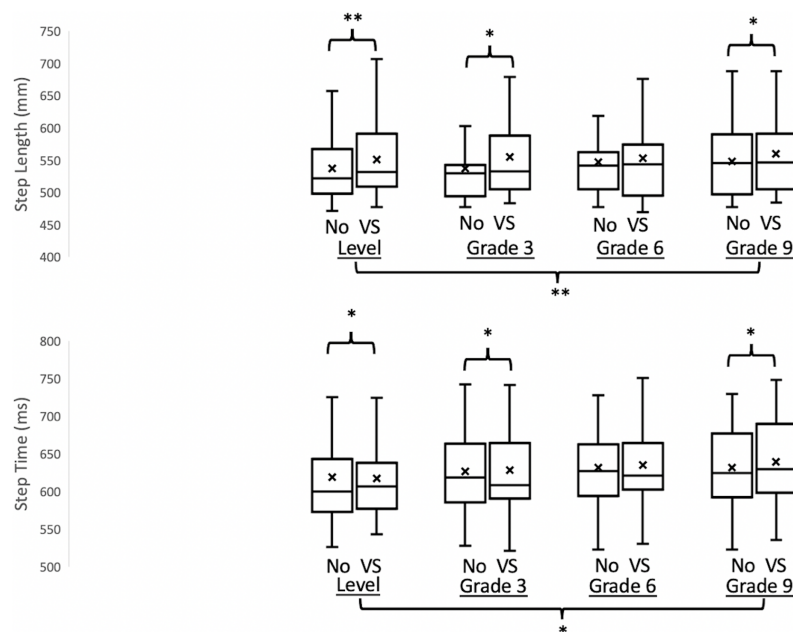 750
700
650
600
550
500
450
400
Step Length (mm)
** * *
No VS No VS No VS No VS
Level Grade 3 Grade 6 Grade 9
**
800
750
700
650
600
550
500
Step Time (ms)
* * *
No VS No VS No VS No VS
Level Grade 3 Grade 6 Grade 9
*